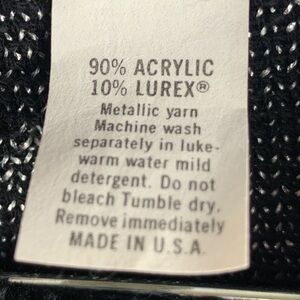 90% ACRYLIC
10% LUREX®
Metallic yarn
Machine wash
separately in luke-
warm water mild
detergent. Do not
bleach Tumble dry.
Remove immediately
MADE IN U.S.A.